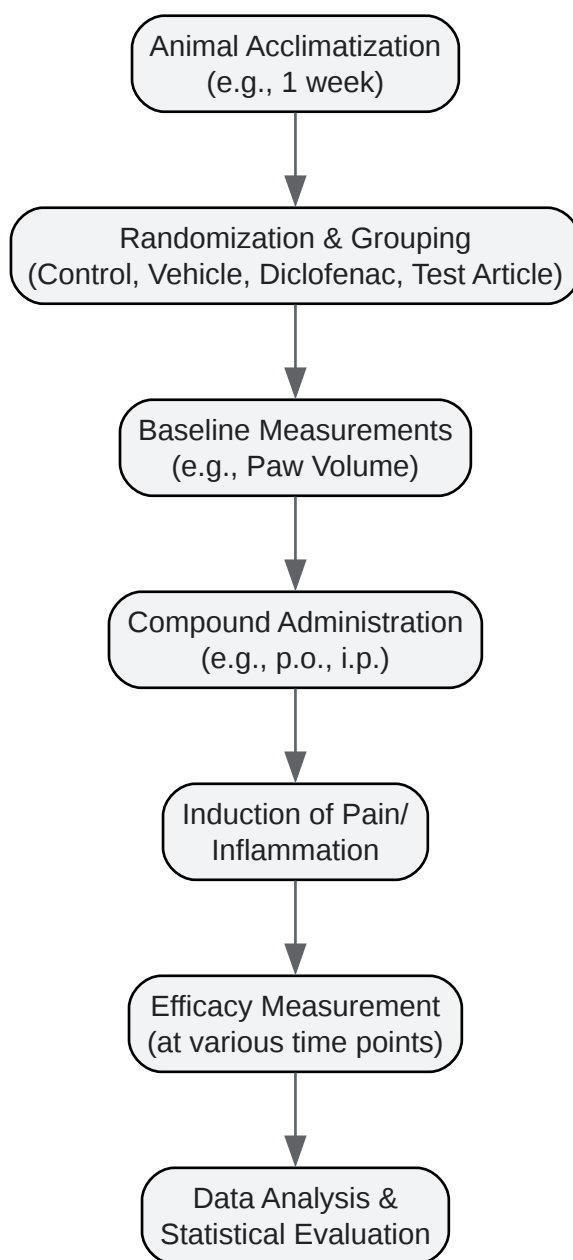 Animal Acclimatization
(e.g., 1 week)
Randomization & Grouping
(Control, Vehicle, Diclofenac, Test Article)
Baseline Measurements
(e.g., Paw Volume)
Compound Administration
(e.g., p.o., i.p.)
Induction of Pain/
Inflammation
Efficacy Measurement
(at various time points)
Data Analysis &
Statistical Evaluation